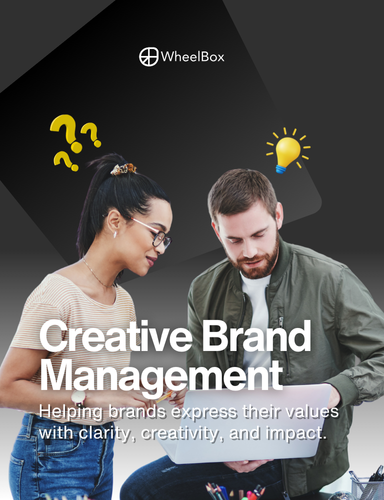 WheelBox
???
Creative Brand
Management
Helping brands express their values
with clarity, creativity, and impact.